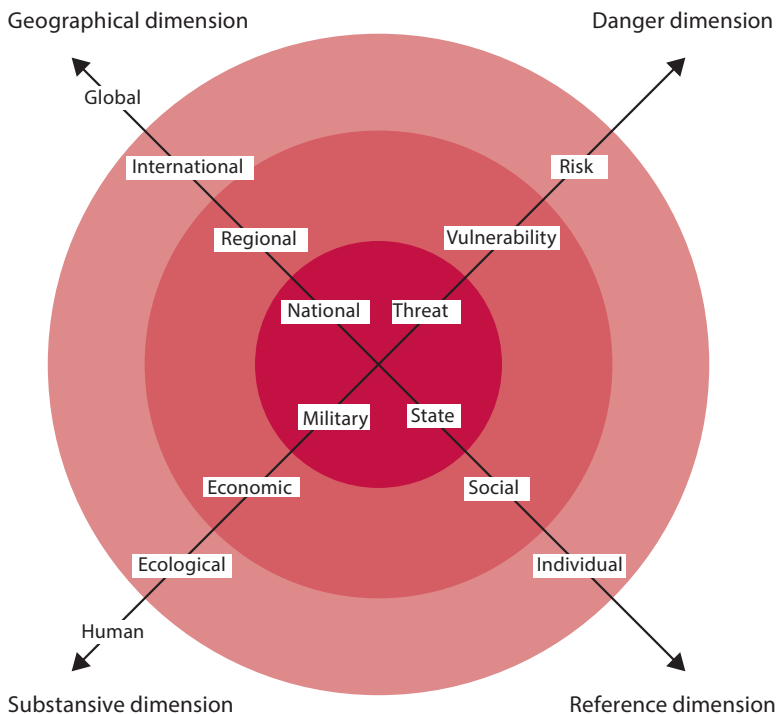 Geographical dimension
Danger dimension
Global
International
Risk
Regional
Vulnerability
National
Threat
Military
State
Economic
Social
Ecological
Individual
Human
Substansive dimension
Reference dimension